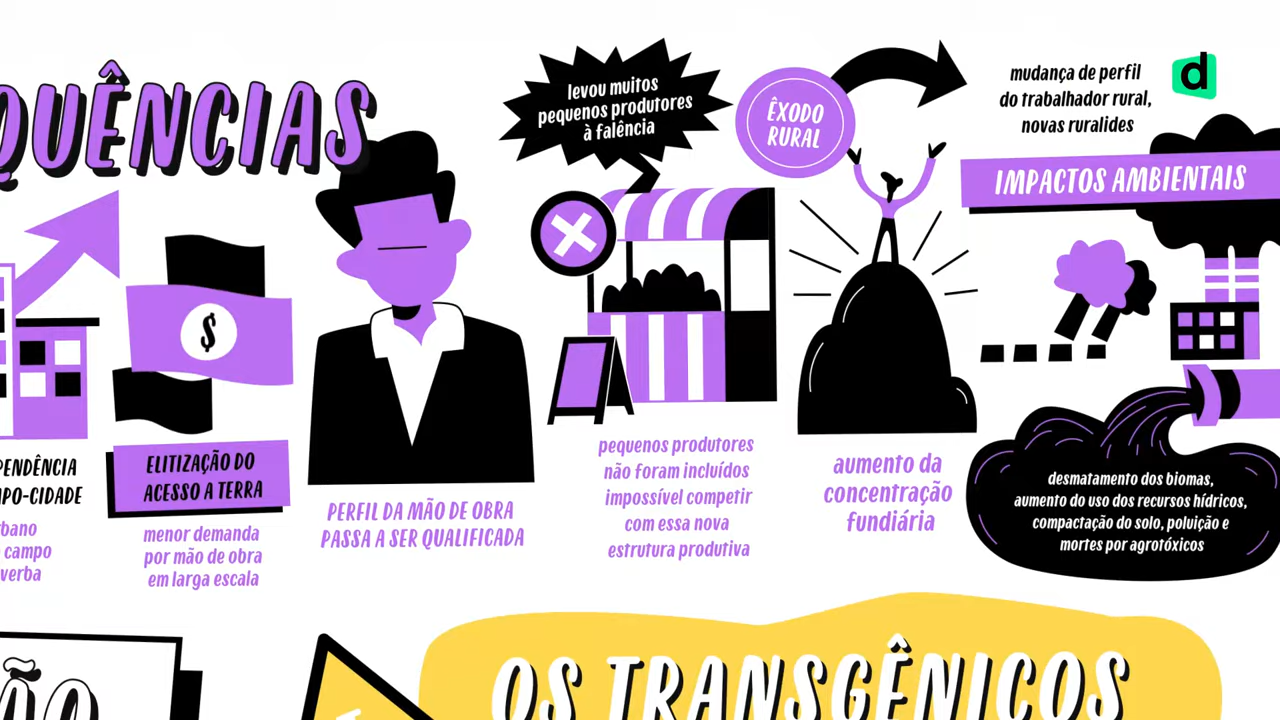 QUÊNCIAS
PENDÊNCIA
PO-CIDADE
rbano
campo
verba
$
ELITIZAÇÃO DO
ACESSO A TERRA
menor demanda
por mão de obra
em larga escala
PERFIL DA MÃO DE OBRA
PASSA A SER QUALIFICADA
levou muitos
pequenos produtores
à falência
pequenos produtores
não foram incluídos
impossível competir
com essa nova
estrutura produtiva
ÊXODO
RURAL
aumento da
concentração
fundiária
mudança de perfil
do trabalhador rural,
novas ruralides
d
IMPACTOS AMBIENTAIS
desmatamento dos biomas,
aumento do uso dos recursos hídricos,
compactação do solo, poluição e
mortes por agrotóxicos
ÃO
OS TRANSGÊNICOS